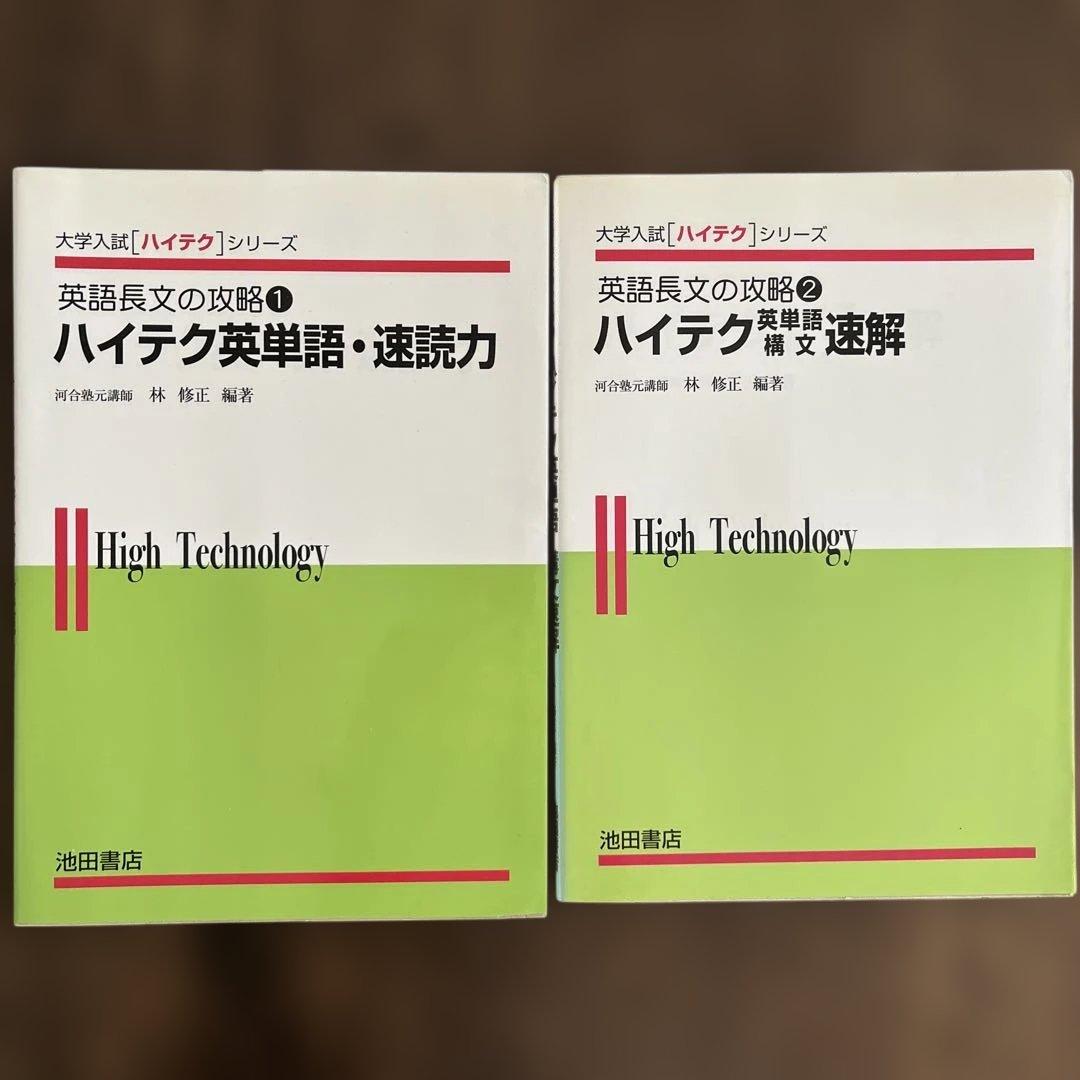 大学入試[ハイテク]シリーズ
英語長文の攻略❶
ハイテク英単語・速読力
河合塾元講師 林 修正 編著
High Technology
池田書店
大学入試[ハイテク]シリーズ
英語長文の攻略❷
ハイテク英単語構文速解
河合塾元講師 林 修正 編著
High Technology
池田書店